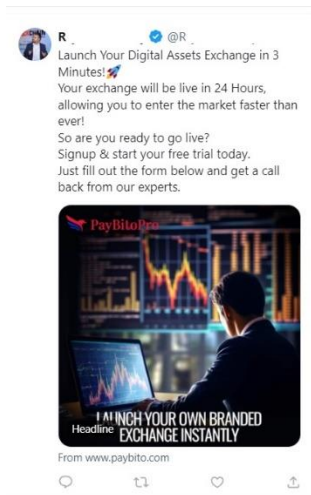 R
@R
Launch Your Digital Assets Exchange in 3
Minutes!🚀
Your exchange will be live in 24 Hours,
allowing you to enter the market faster than
ever!
So are you ready to go live?
Signup & start your free trial today.
Just fill out the form below and get a call
back from our experts.
PayBitoPro
LAUNCH YOUR OWN BRANDED
Headline EXCHANGE INSTANTLY
From www.paybito.com